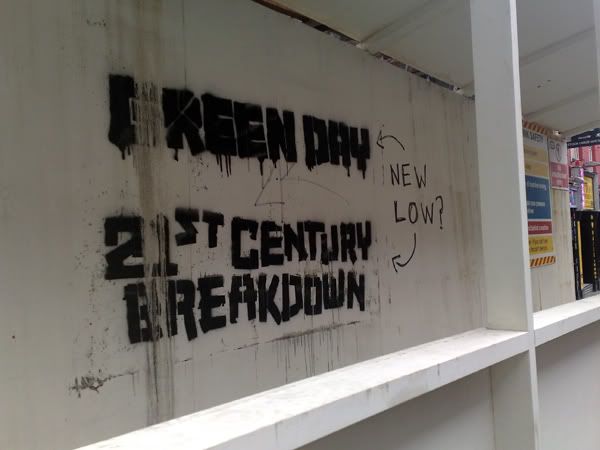 GREEN DAY
NEW
LOW?
21ST CENTURY
BREAKDOWN